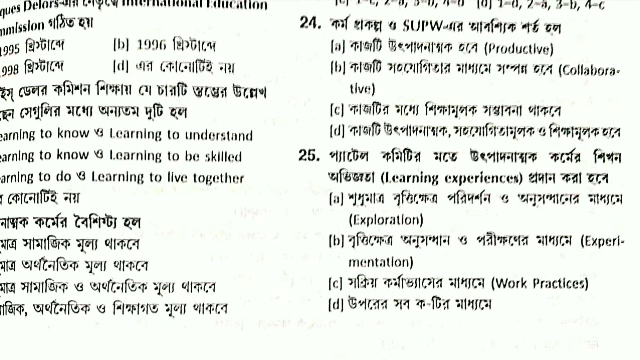 ques Delors-এর নেতৃত্বে International Education
mmission গঠিত হয়
995 খ্রিস্টাব্দে [b] 1996 খ্রিস্টাব্দে
998 খ্রিস্টাব্দে [d] এর কোনোটিই নয়
ইস্ ডেলর কমিশন শিক্ষায় যে চারটি স্তম্ভের উল্লেখ
ছেন সেগুলির মধ্যে অন্যতম দুটি হল
earning to know ও Learning to understand
earning to know ও Learning to be skilled
earning to do ও Learning to live together
র কোনোটিই নয়
নাত্মক কর্মের বৈশিষ্ট্য হল
মাত্র সামাজিক মূল্য থাকবে
মাত্র অর্থনৈতিক মূল্য থাকবে
মাত্র সামাজিক ও অর্থনৈতিক মূল্য থাকবে
াজিক, অর্থনৈতিক ও শিক্ষাগত মূল্য থাকবে
24. কর্ম প্রকল্প ও SUPW-এর আবশ্যিক শর্ত হল
[a] কাজটি উৎপাদনাত্মক হবে (Productive)
[b] কাজটি সহযোগিতার মাধ্যমে সম্পন্ন হবে (Collabora-
tive)
[c] কাজটির মধ্যে শিক্ষামূলক সম্ভাবনা থাকবে
[d] কাজটি উৎপাদনাত্মক, সহযোগিতামূলক ও শিক্ষামূলক হবে
25. প্যাটেল কমিটির মতে উৎপাদনাত্মক কর্মের শিখন
অভিজ্ঞতা (Learning experiences) প্রদান করা হবে
[a] শুধুমাত্র বৃত্তিক্ষেত্র পরিদর্শন ও অনুসন্ধানের মাধ্যমে
(Exploration)
[b] বৃত্তিক্ষেত্র অনুসন্ধান ও পরীক্ষণের মাধ্যমে (Experi-
mentation)
[c] সক্রিয় কর্মাভ্যাসের মাধ্যমে (Work Practices)
[d] উপরের সব ক-টির মাধ্যমে